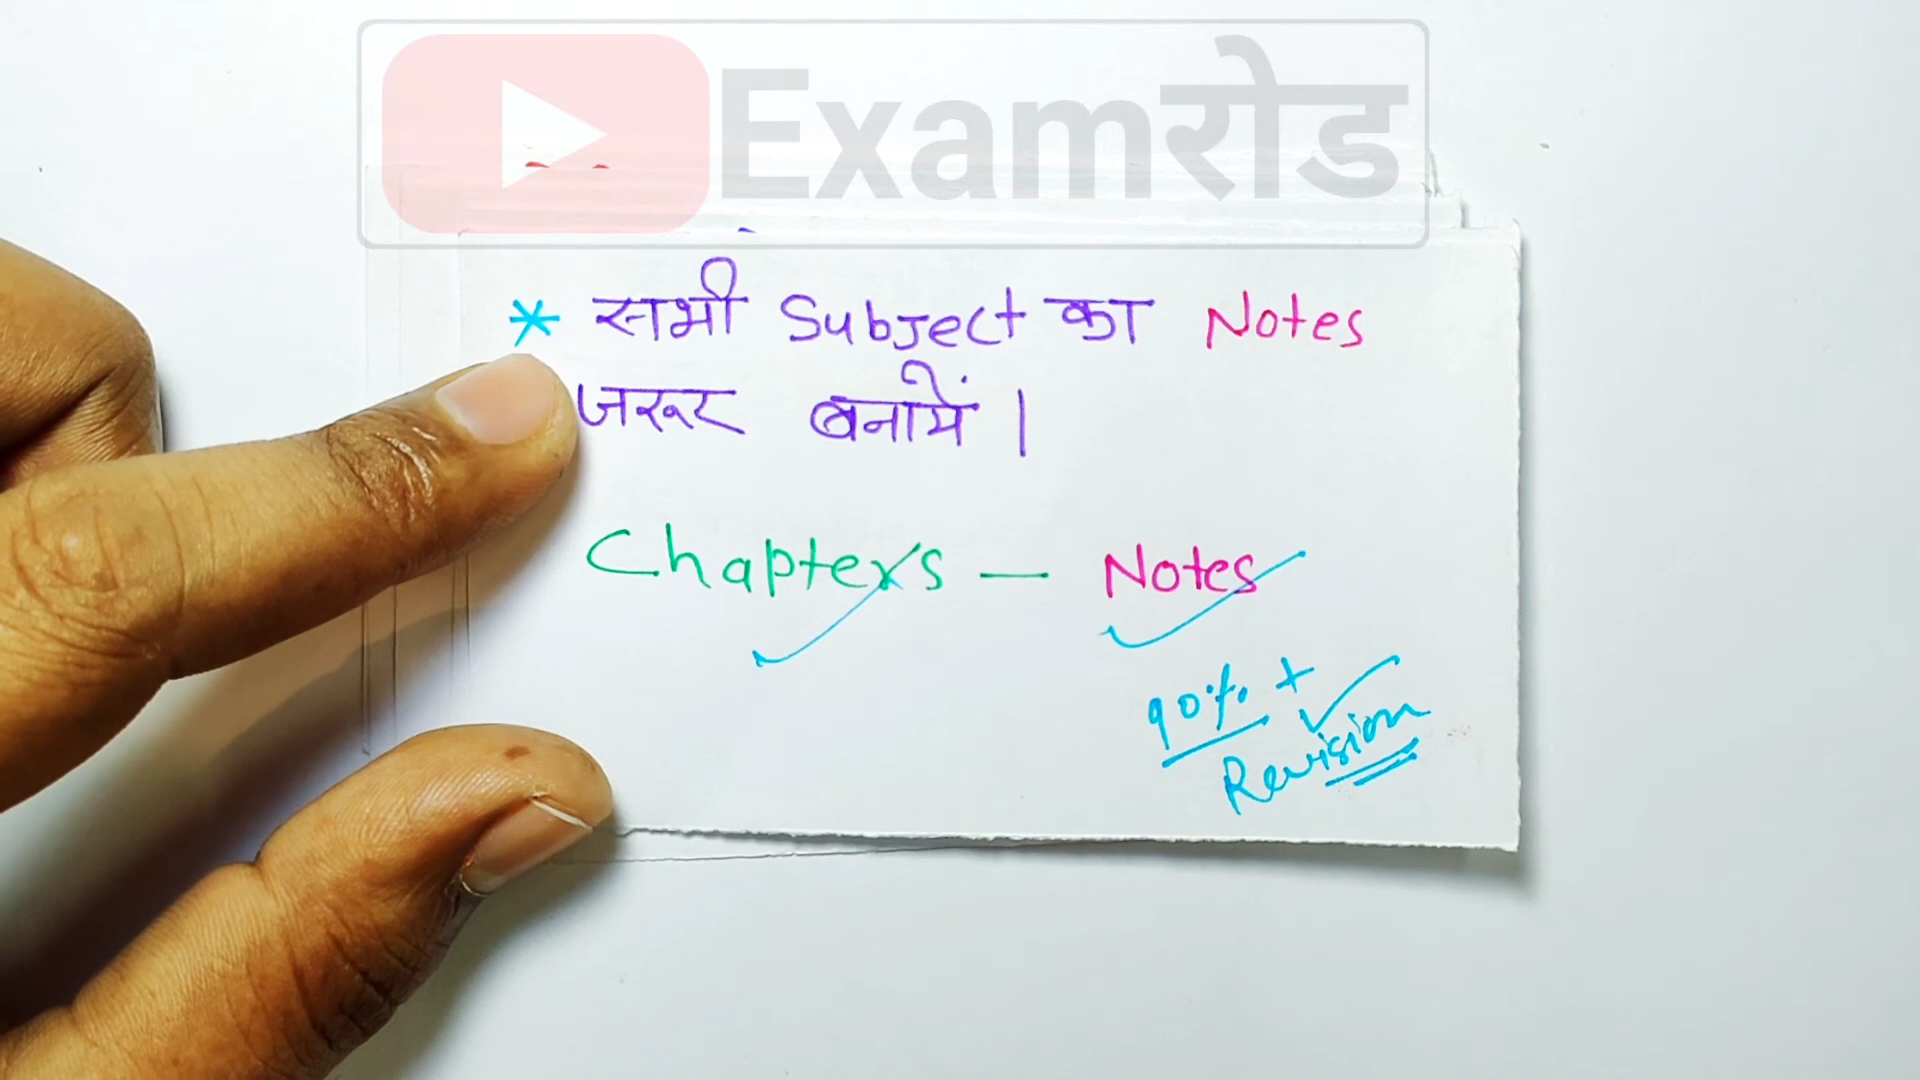 Examरोड
* सभी Subject का Notes
जरूर बनायें।
Chapters — Notes
90% +
Revision